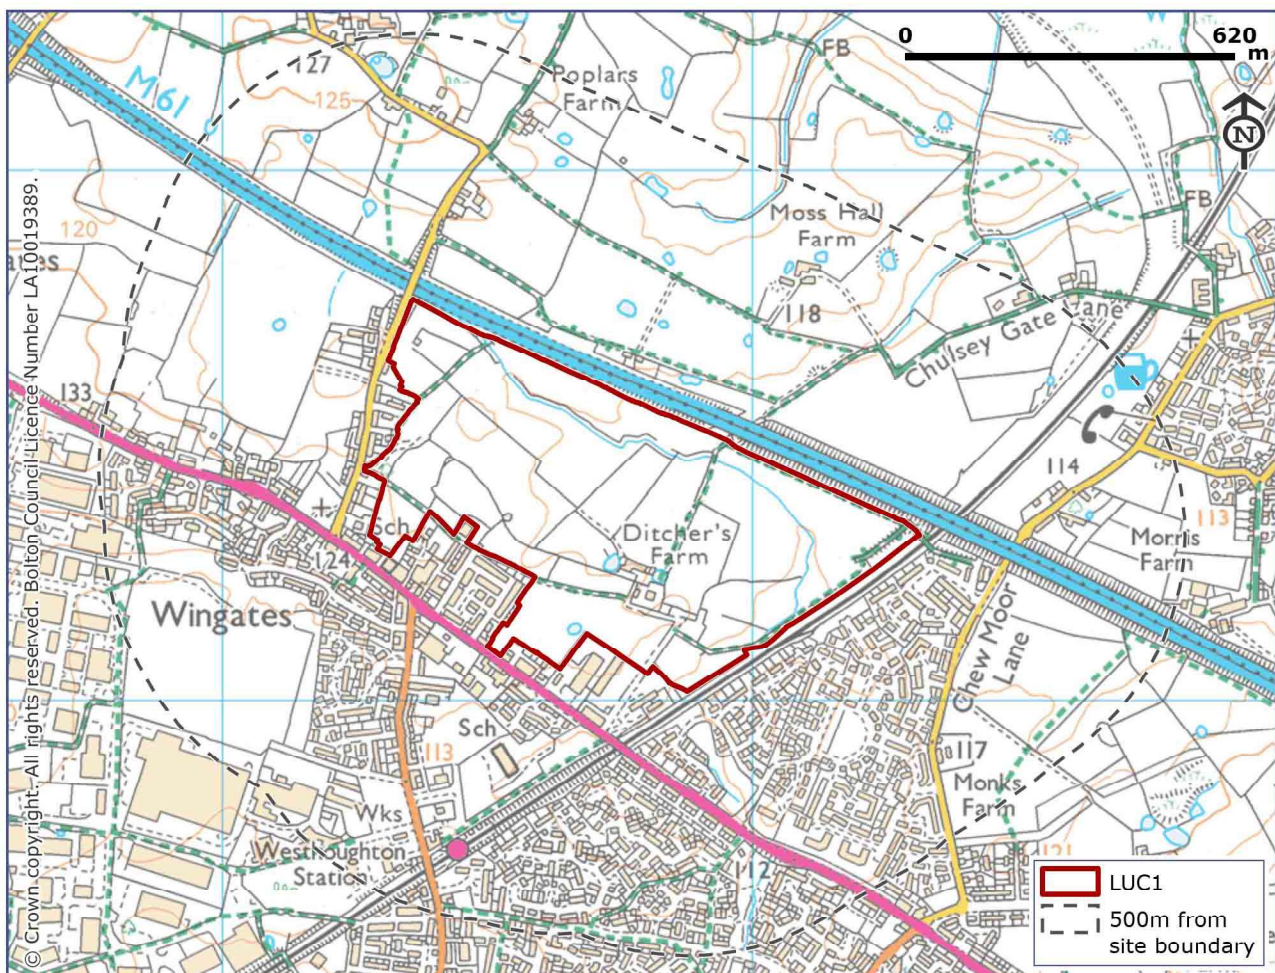 0 620
m
N
FB
127
Poplars
Farm
125
M61
FB
Moss Hall
Farm
120
118
Chulsey Gate Lane
133
114
113
Morris
Farm
Sch
Ditcher's
Farm
124
Wingates
Chew Moor
Lane
Sch
113
117
Monks
Farm
Wks
Westhoughton
Station
112
121
LUC1
500m from
site boundary
© Crown copyright. All rights reserved. Bolton Council Licence Number LA100019389.